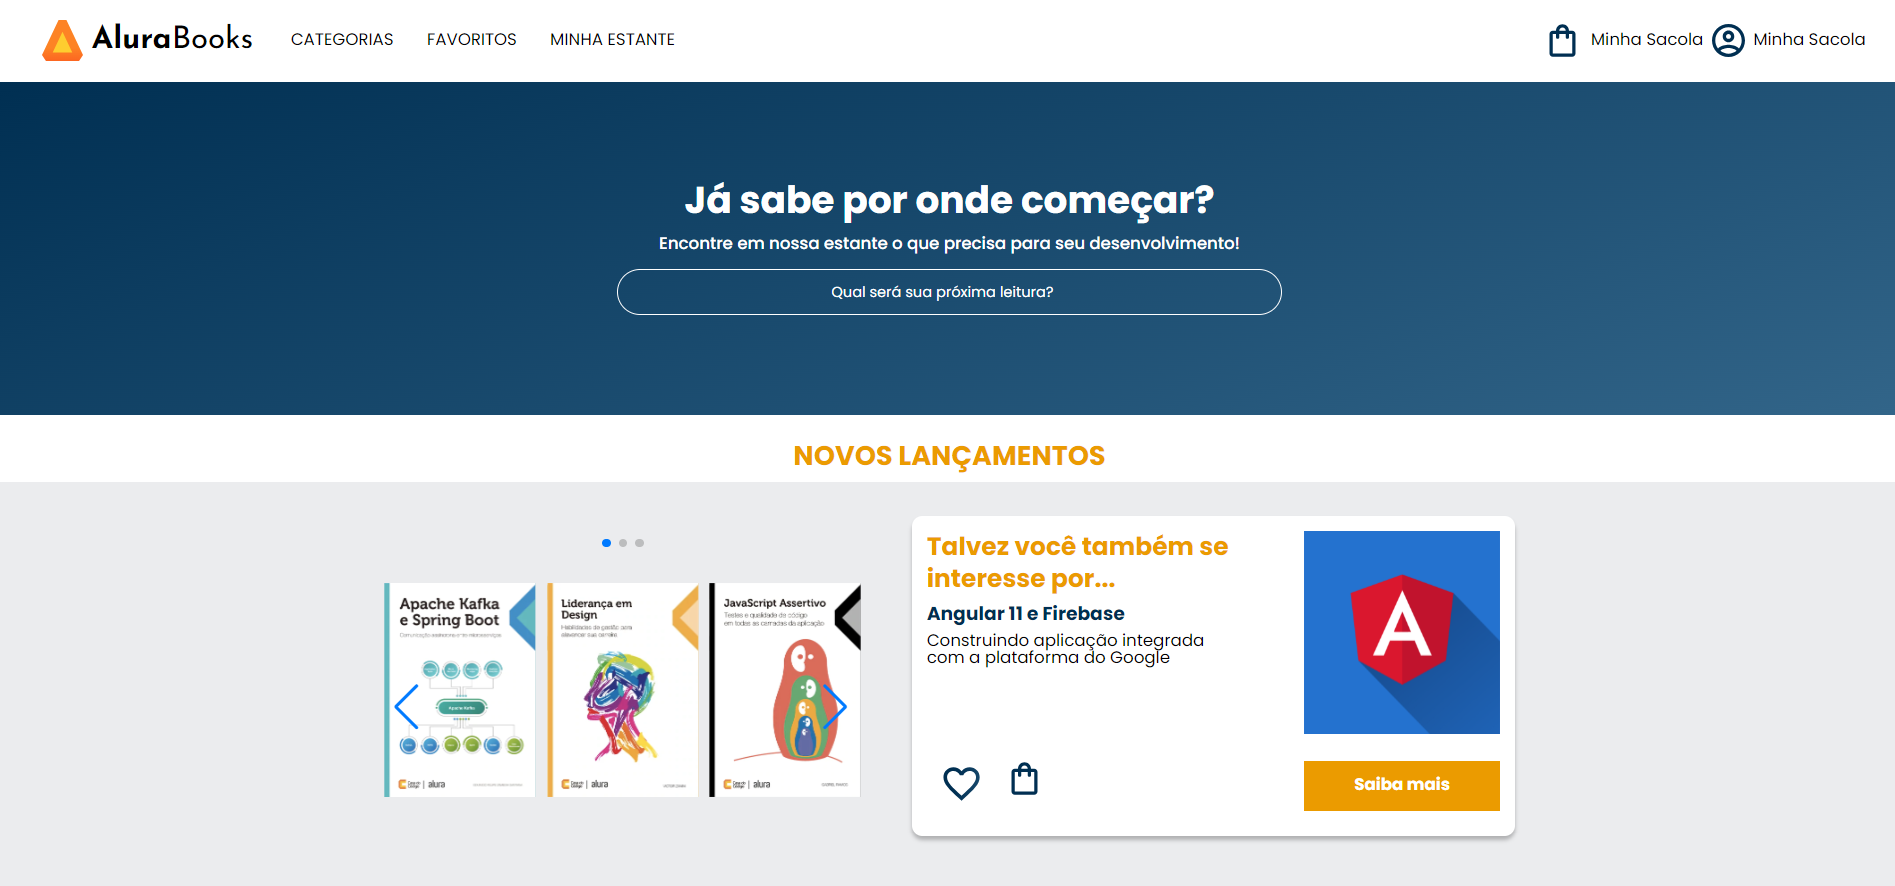 AluraBooks
CATEGORIAS
FAVORITOS
MINHA ESTANTE
Minha Sacola
Minha Sacola
Já sabe por onde começar?
Encontre em nossa estante o que precisa para seu desenvolvimento!
Qual será sua próxima leitura?
NOVOS LANÇAMENTOS
Apache Kafka
e Spring Boot
Apache Kafka
alura
Liderança em
Design
Habilidades de gestão para
alavancar sua carreira
alura
JavaScript Assertivo
Testes e qualidade de código
em todas as camadas da aplicação
alura
Talvez você também se
interesse por...
Angular 11 e Firebase
Construindo aplicação integrada
com a plataforma do Google
A
Saiba mais